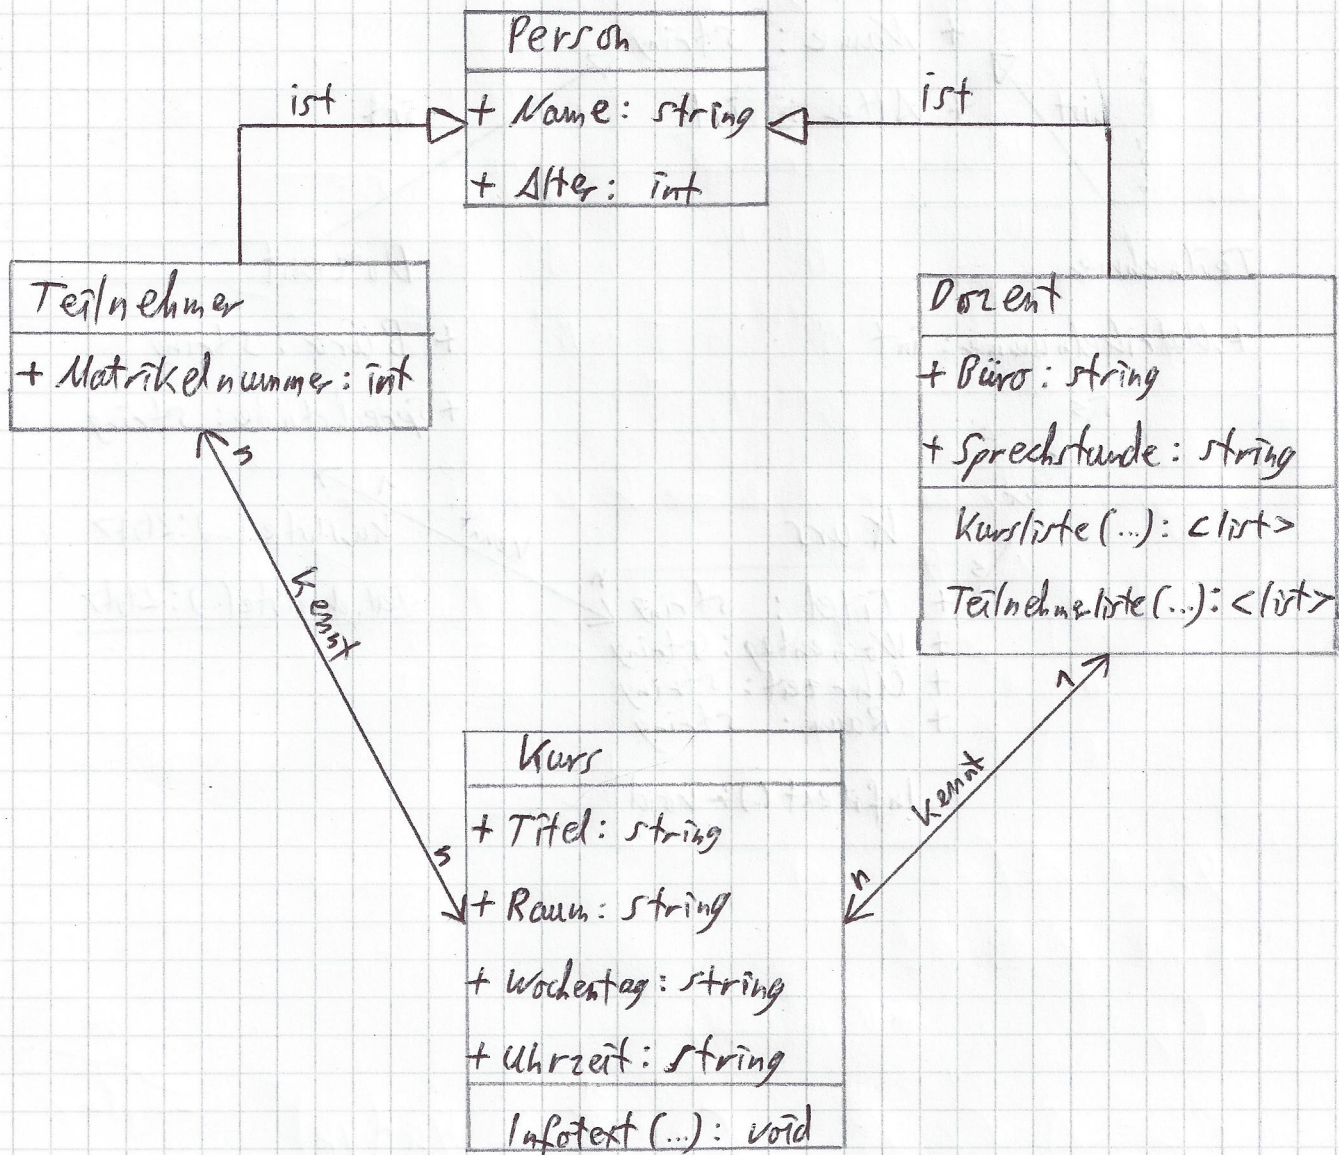 Person
+ Name: string
+ Alter: int
ist
ist
Teilnehmer
+ Matrikelnummer: int
Dozent
+ Büro: string
+ Sprechstunde: string
Kursliste(...): <list>
Teilnehmerliste(...): <list>
n
kennt
n
1
kennt
n
Kurs
+ Titel: string
+ Raum: string
+ Wochentag: string
+ Uhrzeit: string
Infotext(...): void